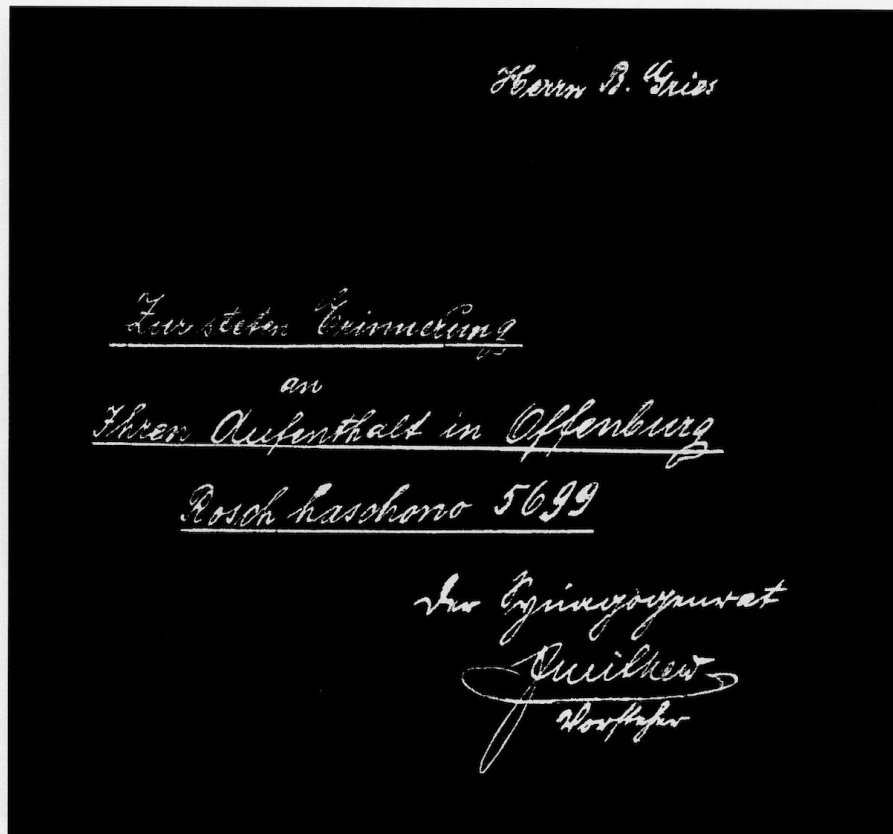 Herrn B. Gries
Zur steten Erinnerung
an
Ihren Aufenthalt in Offenburg
Rosch haschono 5699
Der Synagogenrat
Vorsteher